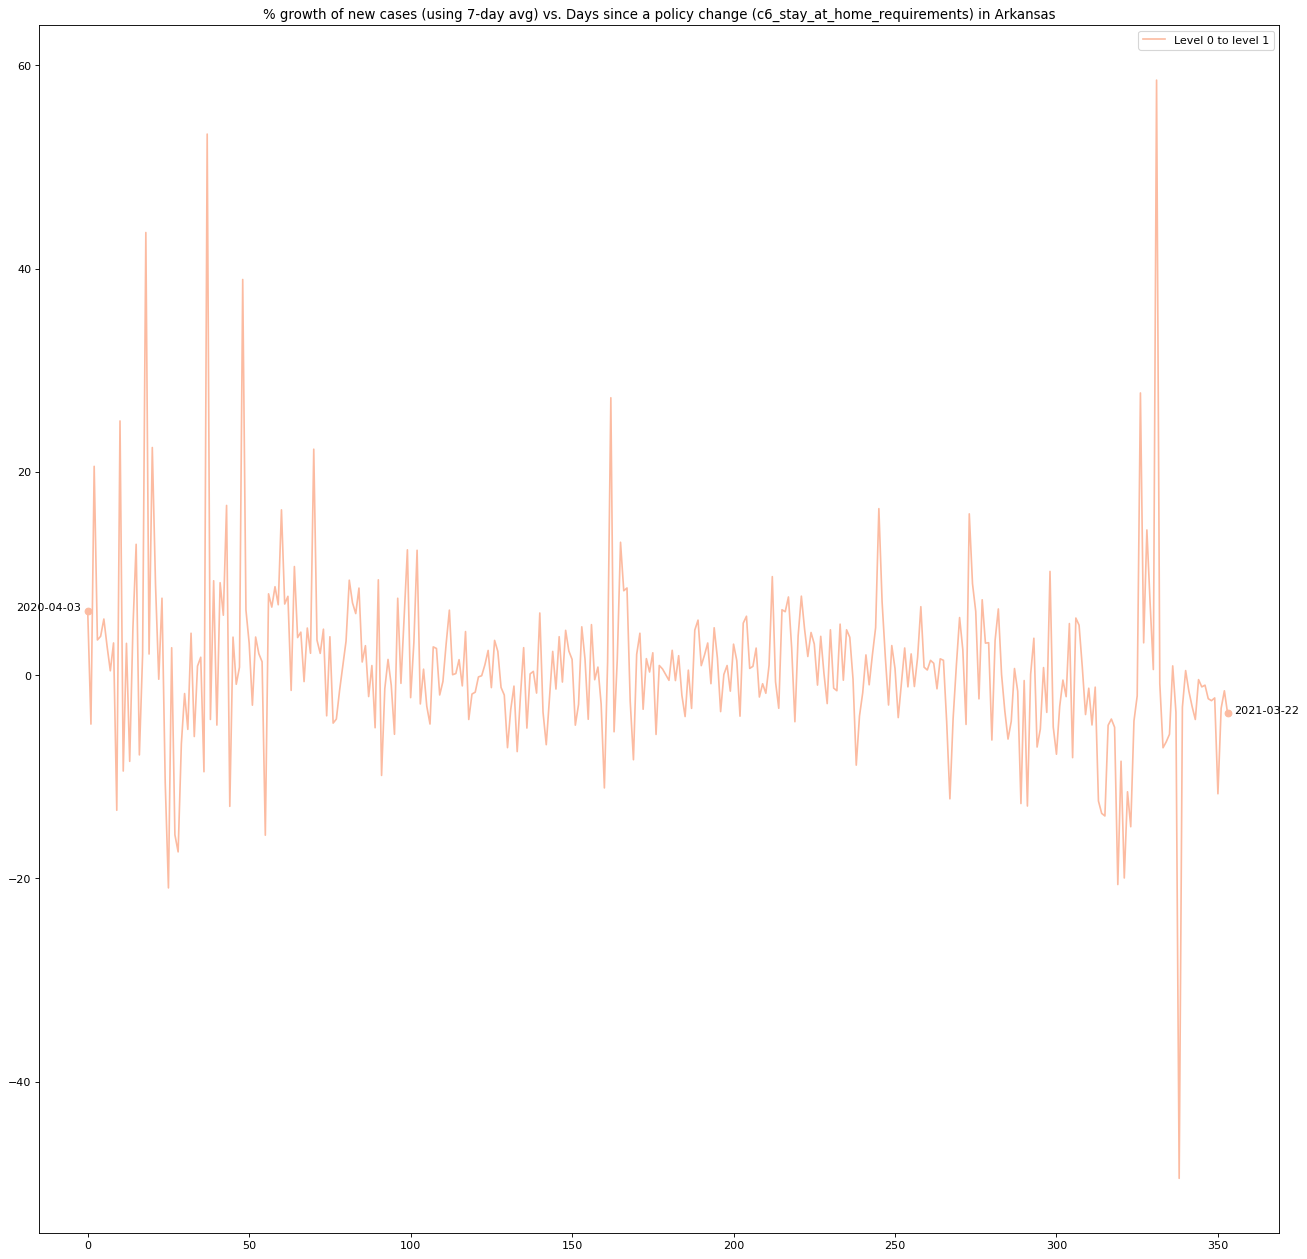 % growth of new cases (using 7-day avg) vs. Days since a policy change (c6_stay_at_home_requirements) in Arkansas
Level 0 to level 1
60
40
20
2020-04-03
0
2021-03-22
−20
−40
0 50 100 150 200 250 300 350